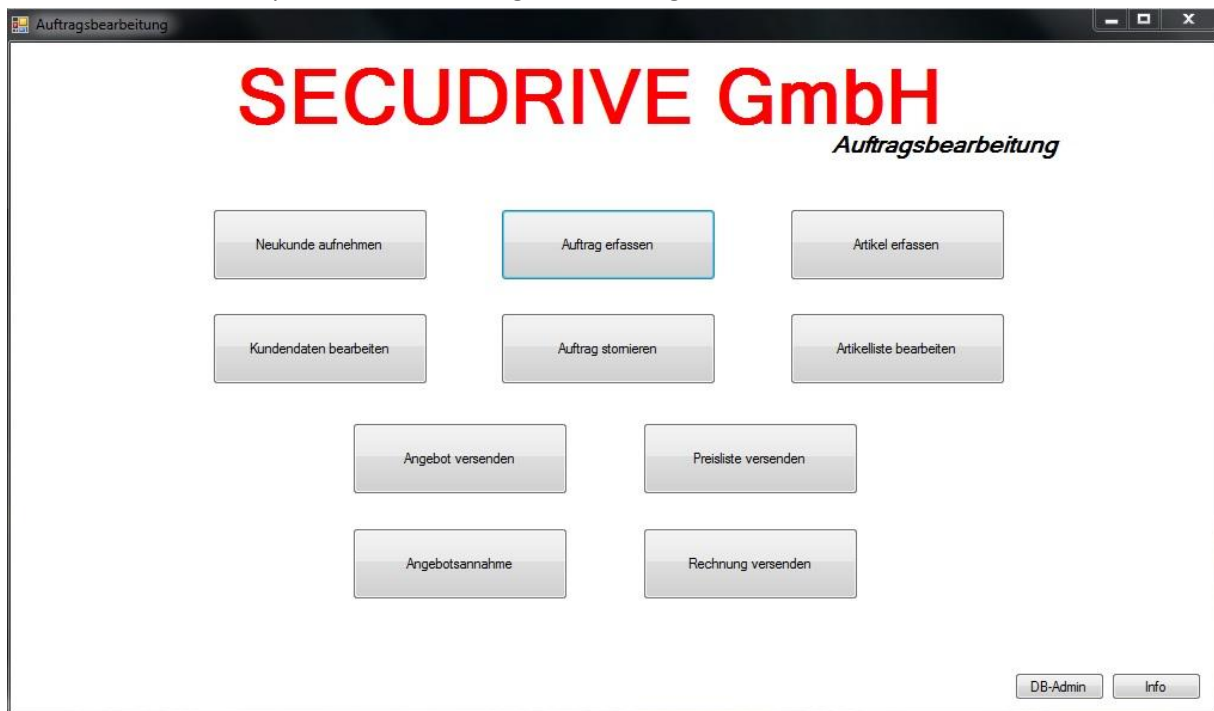 Auftragsbearbeitung
SECUDRIVE GmbH
Auftragsbearbeitung
Neukunde aufnehmen
Auftrag erfassen
Artikel erfassen
Kundendaten bearbeiten
Auftrag stornieren
Artikelliste bearbeiten
Angebot versenden
Preisliste versenden
Angebotsannahme
Rechnung versenden
DB-Admin
Info